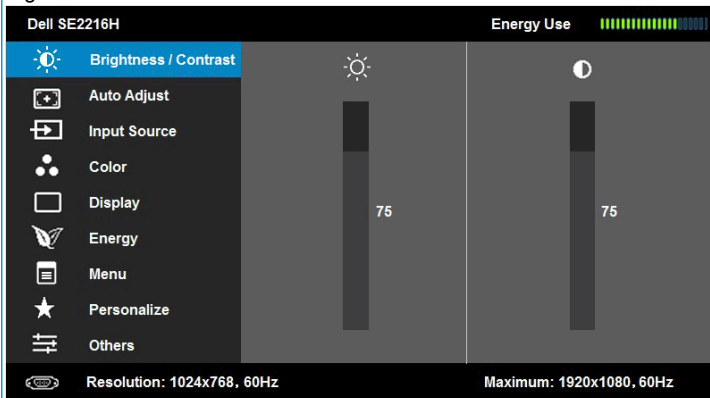 Dell SE2216H Energy Use
Brightness / Contrast
Auto Adjust
Input Source
Color
Display
75 75
Energy
Menu
Personalize
Others
Resolution: 1024x768, 60Hz Maximum: 1920x1080, 60Hz